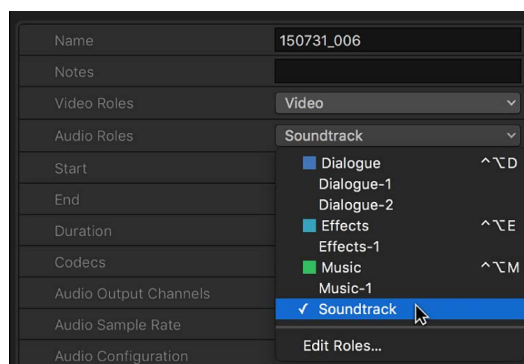 Name 150731_006
Notes
Video Roles Video
Audio Roles Soundtrack
Start
End
Duration
Codecs
Audio Output Channels
Audio Sample Rate
Audio Configuration
Dialogue ^⌥D
Dialogue-1
Dialogue-2
Effects ^⌥E
Effects-1
Music ^⌥M
Music-1
✓ Soundtrack
Edit Roles...